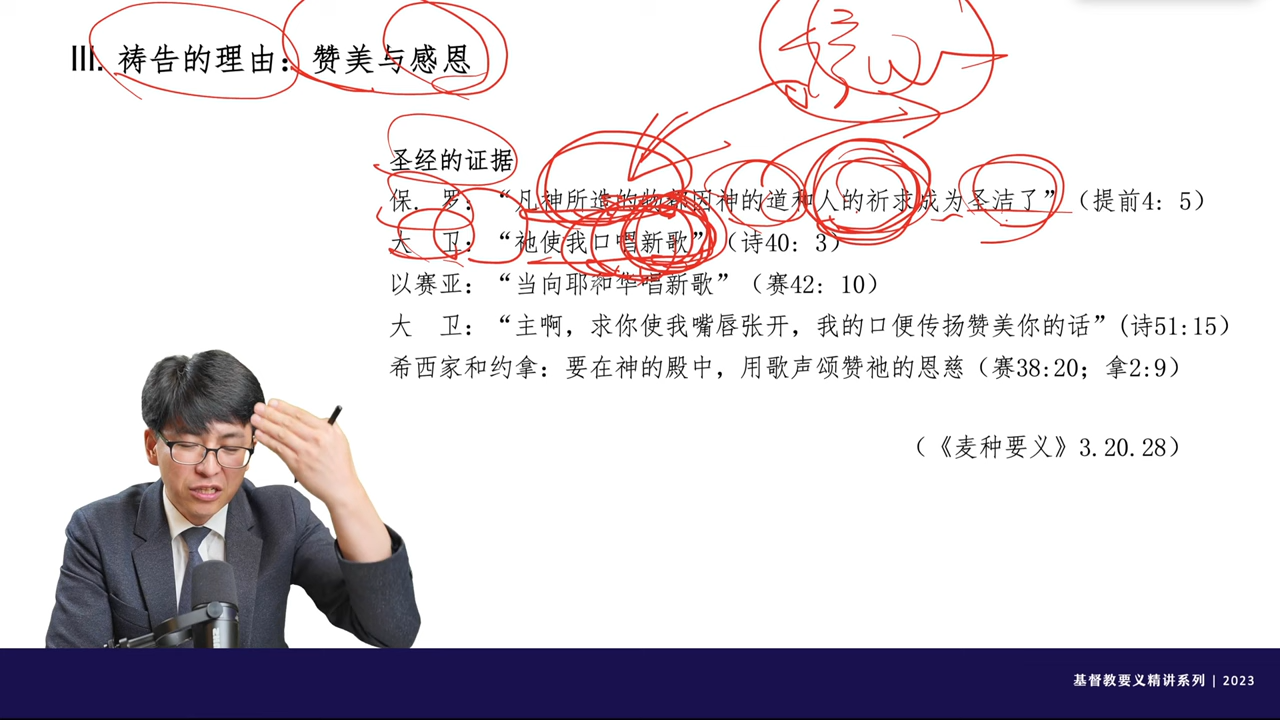 III. 祷告的理由：赞美与感恩
圣经的证据
保. 罗：“凡神所造的物都因神的道和人的祈求成为圣洁了”（提前4: 5）
大 卫：“祂使我口唱新歌”（诗40: 3）
以赛亚：“当向耶和华唱新歌”（赛42: 10）
大 卫：“主啊，求你使我嘴唇张开，我的口便传扬赞美你的话”(诗51:15）
希西家和约拿：要在神的殿中，用歌声颂赞祂的恩慈（赛38:20；拿2:9）
（《麦种要义》3.20.28）
基督教要义精讲系列 | 2023